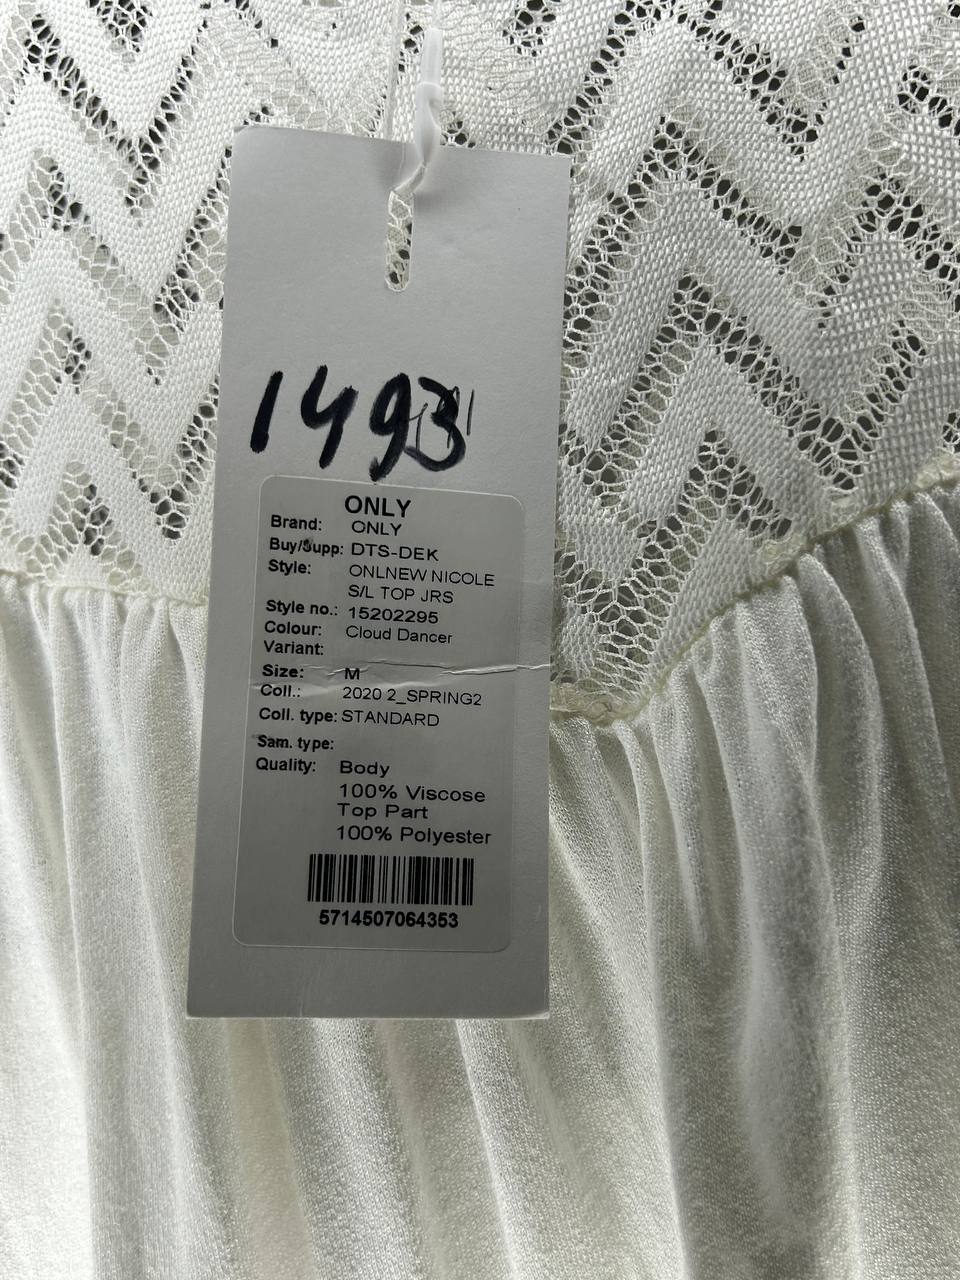 1493
ONLY
Brand: ONLY
Buy/Supp: DTS-DEK
Style: ONLNEW NICOLE
S/L TOP JRS
Style no.: 15202295
Colour: Cloud Dancer
Variant:
Size: M
Coll.: 2020 2_SPRING2
Coll. type: STANDARD
Sam. type:
Quality: Body
100% Viscose
Top Part
100% Polyester
5714507064353